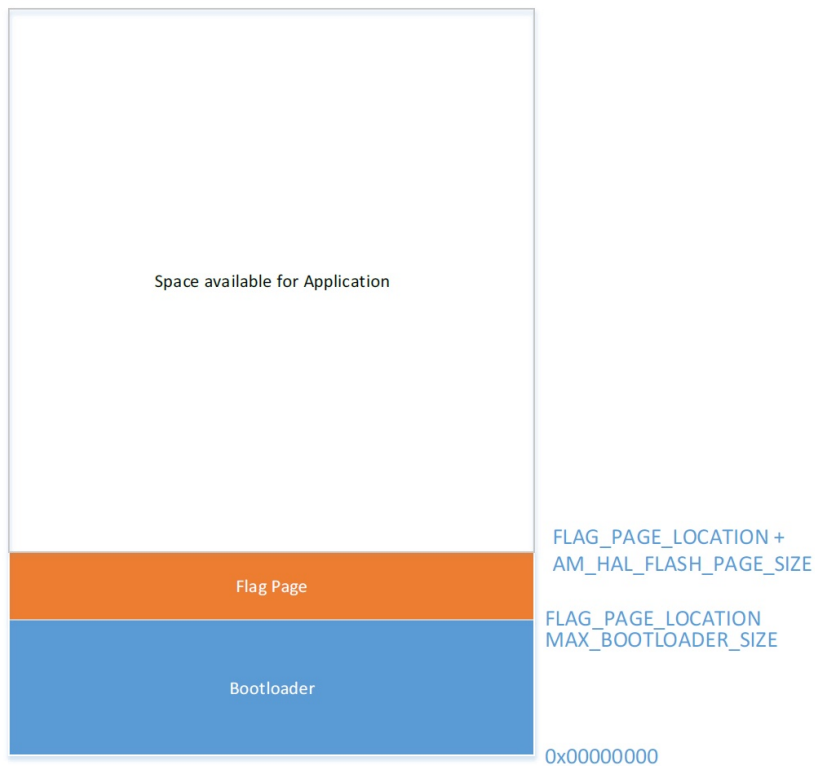 Space available for Application
FLAG_PAGE_LOCATION +
AM_HAL_FLASH_PAGE_SIZE
Flag Page
FLAG_PAGE_LOCATION
MAX_BOOTLOADER_SIZE
Bootloader
0x00000000